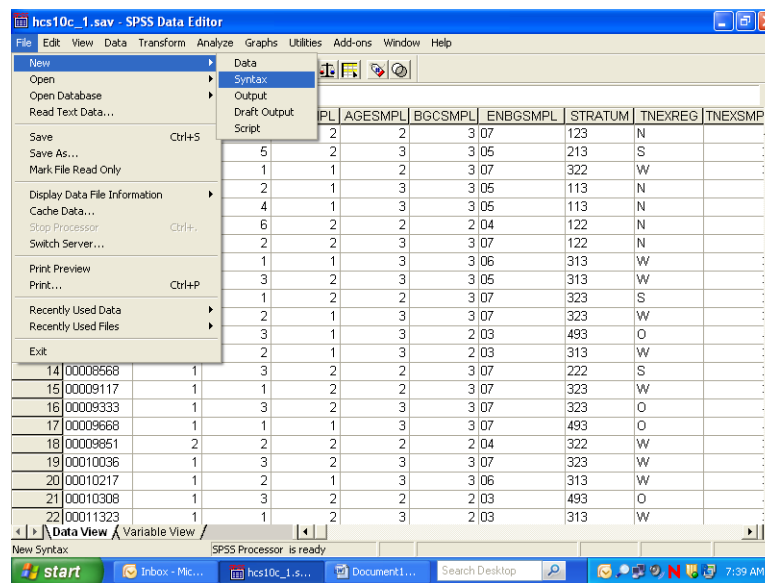 hcs10c_1.sav - SPSS Data Editor
File Edit View Data Transform Analyze Graphs Utilities Add-ons Window Help
New
Open
Open Database
Read Text Data...
Save Ctrl+S
Save As...
Mark File Read Only
Display Data File Information
Cache Data...
Stop Processor Ctrl+.
Switch Server...
Print Preview
Print... Ctrl+P
Recently Used Data
Recently Used Files
Exit
Data
Syntax
Output
Draft Output
Script
PL AGESMPL BGCSMPL ENBGSMPL STRATUM TNEXREG TNEXSMP
2 2 3 07 123 N
5 2 3 3 05 213 S
1 1 2 3 07 322 W
2 1 3 3 05 113 N
4 1 3 3 05 113 N
6 2 2 2 04 122 N
2 2 3 3 07 122 N
1 1 3 3 06 313 W
3 2 3 3 05 313 W
1 2 2 3 07 323 S
2 1 3 3 07 323 W
3 1 3 2 03 493 O
2 1 3 2 03 313 W
14 00008568 1 3 2 2 3 07 222 S
15 00009117 1 1 2 3 3 07 323 W
16 00009333 1 3 2 3 3 07 323 O
17 00009668 1 1 1 3 3 07 493 O
18 00009851 2 2 2 2 2 04 322 W
19 00010036 1 3 2 3 3 07 323 W
20 00010217 1 2 1 3 3 06 313 W
21 00010308 1 3 2 2 2 03 493 O
22 00011323 1 1 2 3 2 03 313 W
Data View Variable View
New Syntax SPSS Processor is ready
start Inbox - Mic... hcs10c_1.s... Document1... Search Desktop 7:39 AM